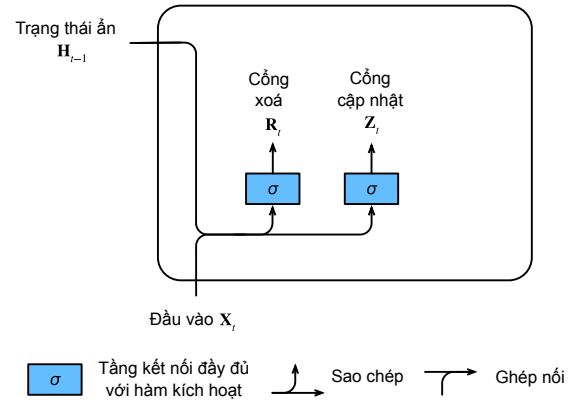 Trạng thái ẩn
H_{t−1}
Cổng
xoá
R_t
Cổng
cập nhật
Z_t
σ
σ
Đầu vào X_t
σ
Tầng kết nối đầy đủ
với hàm kích hoạt
Sao chép
Ghép nối